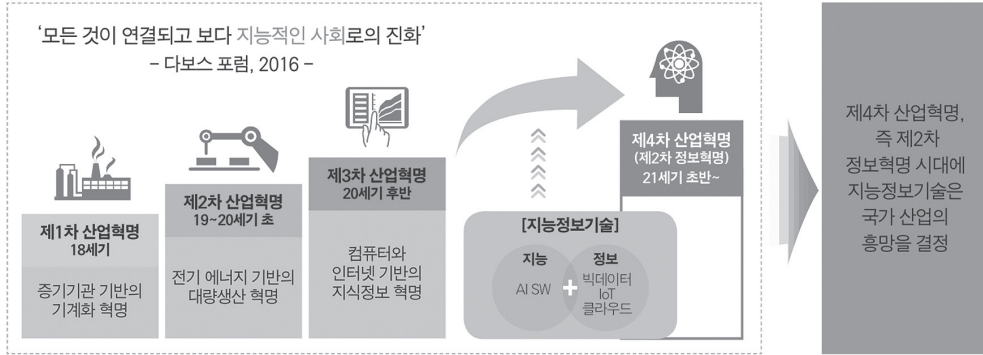 ‘모든 것이 연결되고 보다 지능적인 사회로의 진화’
– 다보스 포럼, 2016 –
제1차 산업혁명
18세기
증기기관 기반의
기계화 혁명
제2차 산업혁명
19~20세기 초
전기 에너지 기반의
대량생산 혁명
제3차 산업혁명
20세기 후반
컴퓨터와
인터넷 기반의
지식정보 혁명
제4차 산업혁명
(제2차 정보혁명)
21세기 초반~
[지능정보기술]
지능
AI SW
+
정보
빅데이터
IoT
클라우드
제4차 산업혁명,
즉 제2차
정보혁명 시대에
지능정보기술은
국가 산업의
흥망을 결정